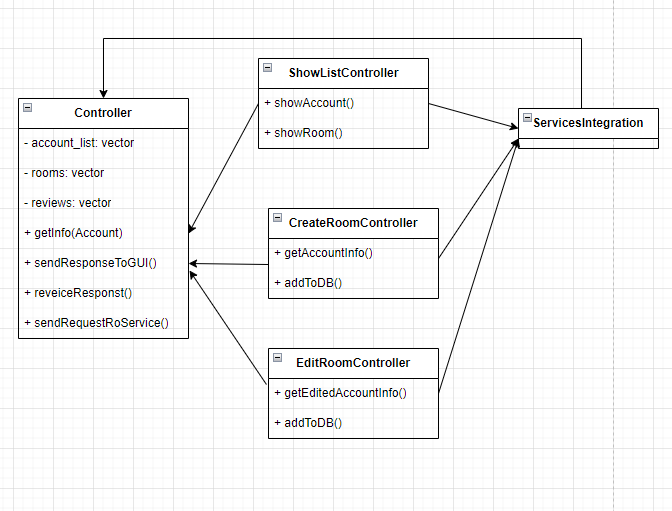 Controller
- account_list: vector
- rooms: vector
- reviews: vector
+ getInfo(Account)
+ sendResponseToGUI()
+ reveiceResponst()
+ sendRequestRoService()
ShowListController
+ showAccount()
+ showRoom()
CreateRoomController
+ getAccountInfo()
+ addToDB()
EditRoomController
+ getEditedAccountInfo()
+ addToDB()
ServicesIntegration